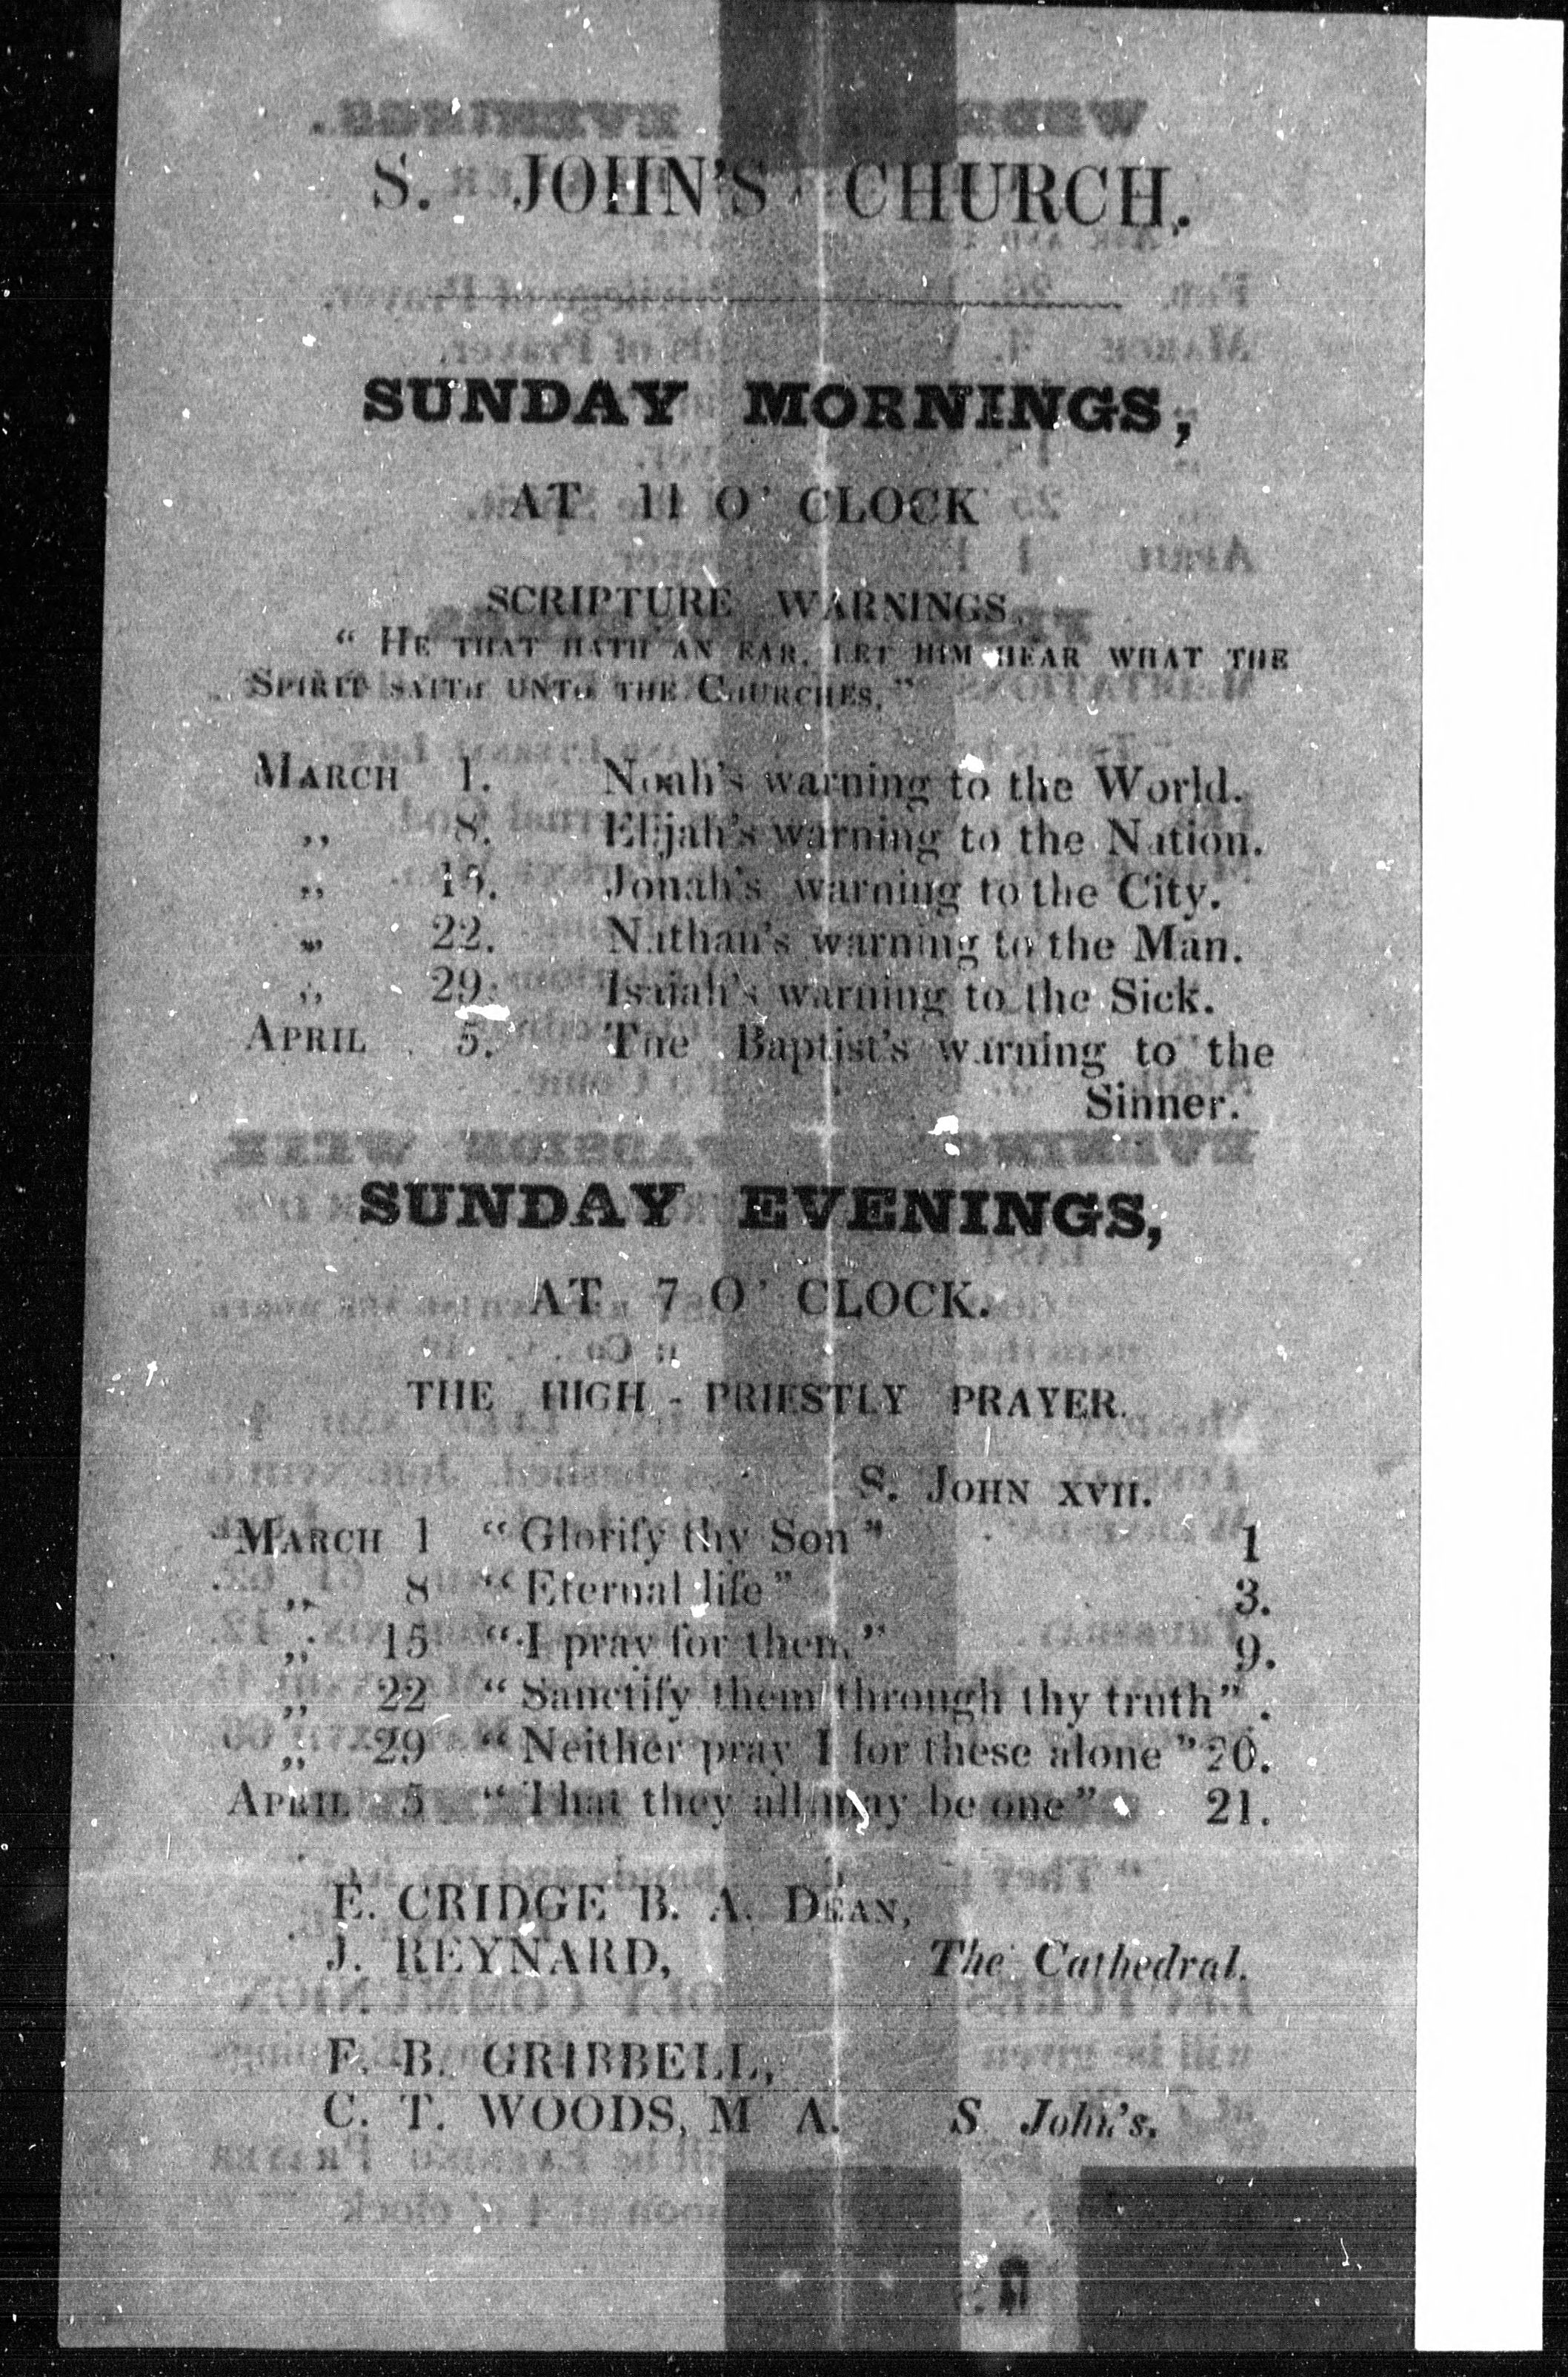 S. JOHN'S CHURCH.
SUNDAY MORNINGS,
AT 11 O' CLOCK
SCRIPTURE WARNINGS.
“ HE THAT HATH AN EAR, LET HIM HEAR WHAT THE
SPIRIT SAITH UNTO THE CHURCHES.”
MARCH 1. Noah's warning to the World.
,, 8. Elijah's warning to the Nation.
,, 15. Jonah's warning to the City.
,, 22. Nathan's warning to the Man.
,, 29. Isaiah's warning to the Sick.
APRIL 5. The Baptist's warning to the
Sinner.
SUNDAY EVENINGS,
AT 7 O' CLOCK.
THE HIGH - PRIESTLY PRAYER.
S. JOHN XVII.
MARCH 1 “Glorify thy Son” 1
,, 8 “Eternal life” 3.
,, 15 “I pray for them” 9.
,, 22 “Sanctify them through thy truth” .
,, 29 “Neither pray I for these alone” 20.
APRIL 5 “That they all may be one” 21.
E. CRIDGE B. A. DEAN,
J. REYNARD, The Cathedral.
F. B. GRIBBELL,
C. T. WOODS, M A. S John's.